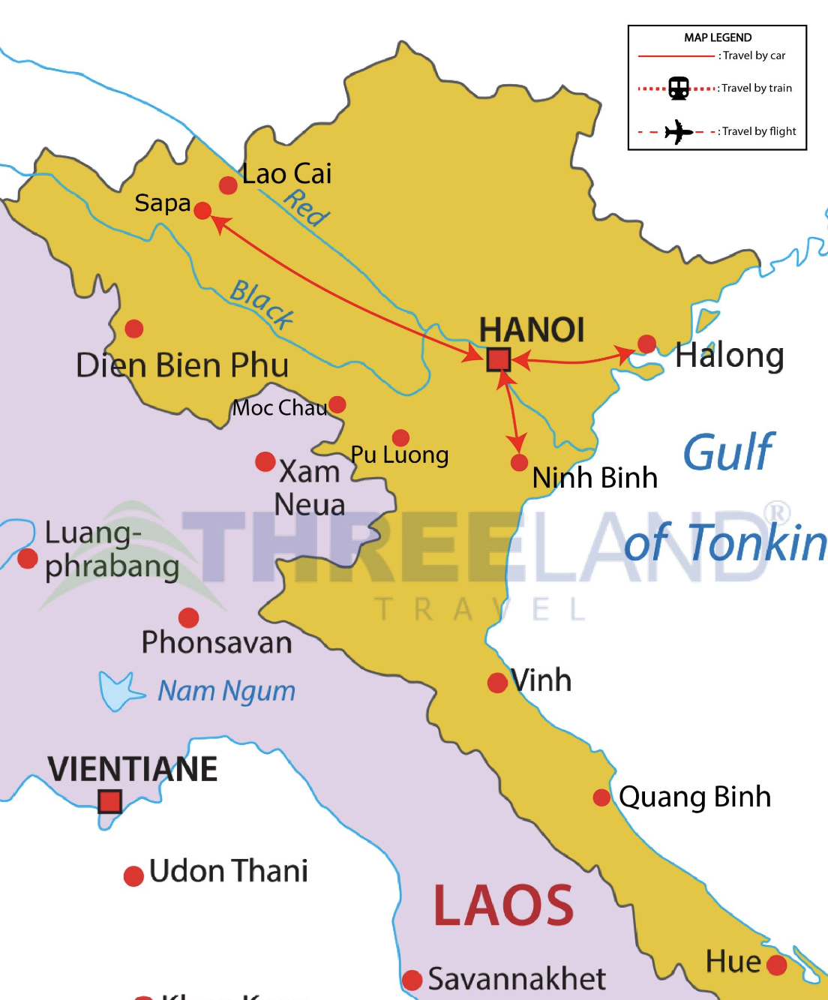 MAP LEGEND
: Travel by car
: Travel by train
: Travel by flight
Lao Cai
Sapa
Red
Black
HANOI
Halong
Dien Bien Phu
Moc Chau
Pu Luong
Gulf
of Tonkin
Ninh Binh
Xam
Neua
Luang-
phrabang
THREELAND®
TRAVEL
Phonsavan
Nam Ngum
Vinh
VIENTIANE
Quang Binh
Udon Thani
LAOS
Hue
Savannakhet